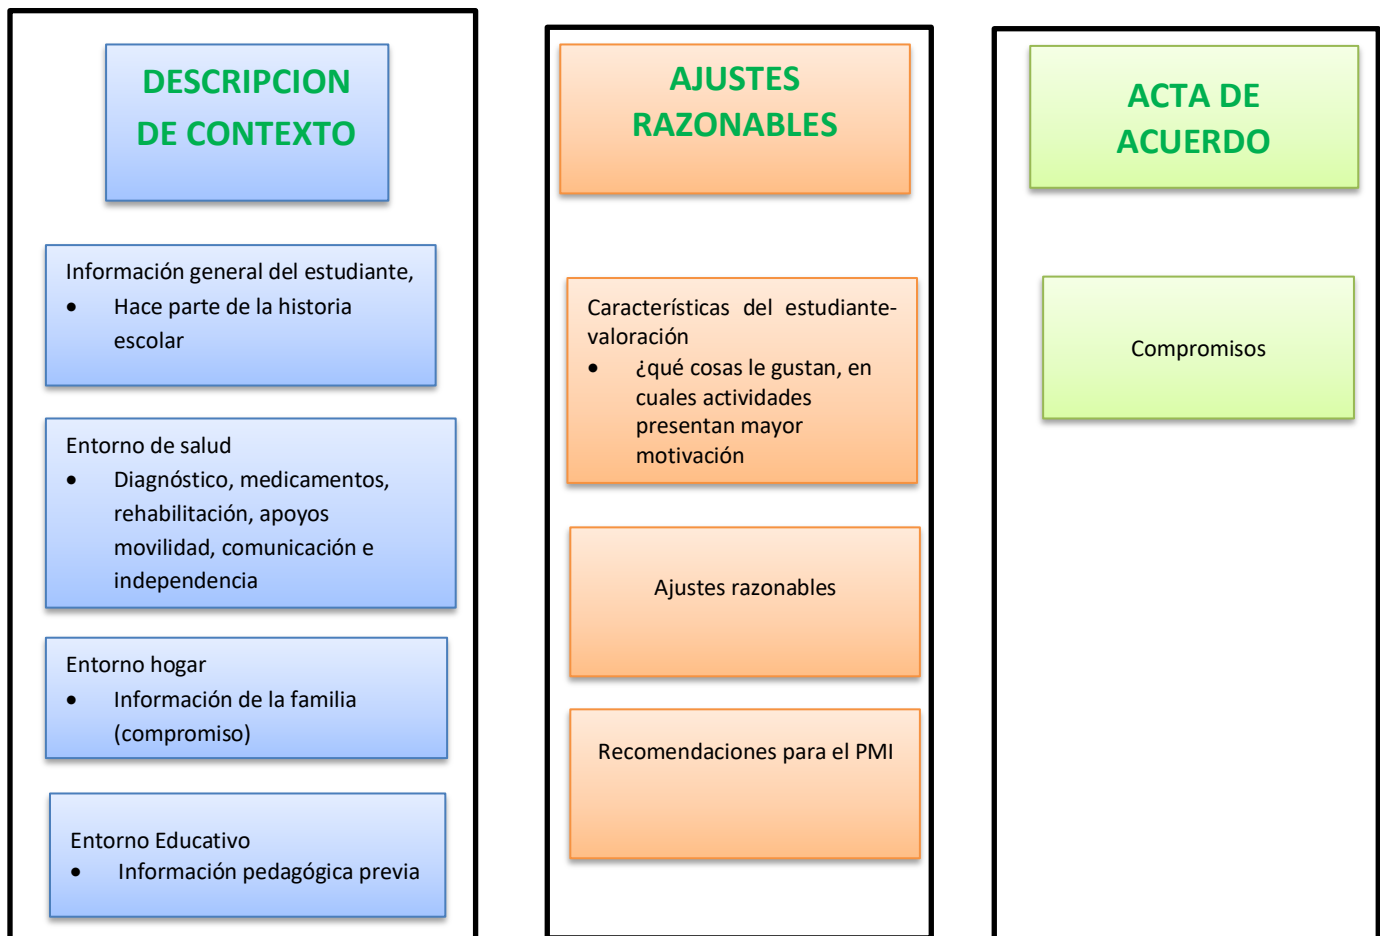 DESCRIPCION
DE CONTEXTO
Información general del estudiante,
• Hace parte de la historia
escolar
Entorno de salud
• Diagnóstico, medicamentos,
rehabilitación, apoyos
movilidad, comunicación e
independencia
Entorno hogar
• Información de la familia
(compromiso)
Entorno Educativo
• Información pedagógica previa
AJUSTES
RAZONABLES
Características del estudiante-
valoración
• ¿qué cosas le gustan, en
cuales actividades
presentan mayor
motivación
Ajustes razonables
Recomendaciones para el PMI
ACTA DE
ACUERDO
Compromisos